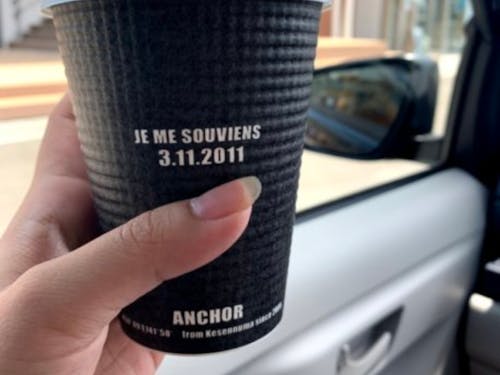 JE ME SOUVIENS
3.11.2011
ANCHOR
from Kesennuma since